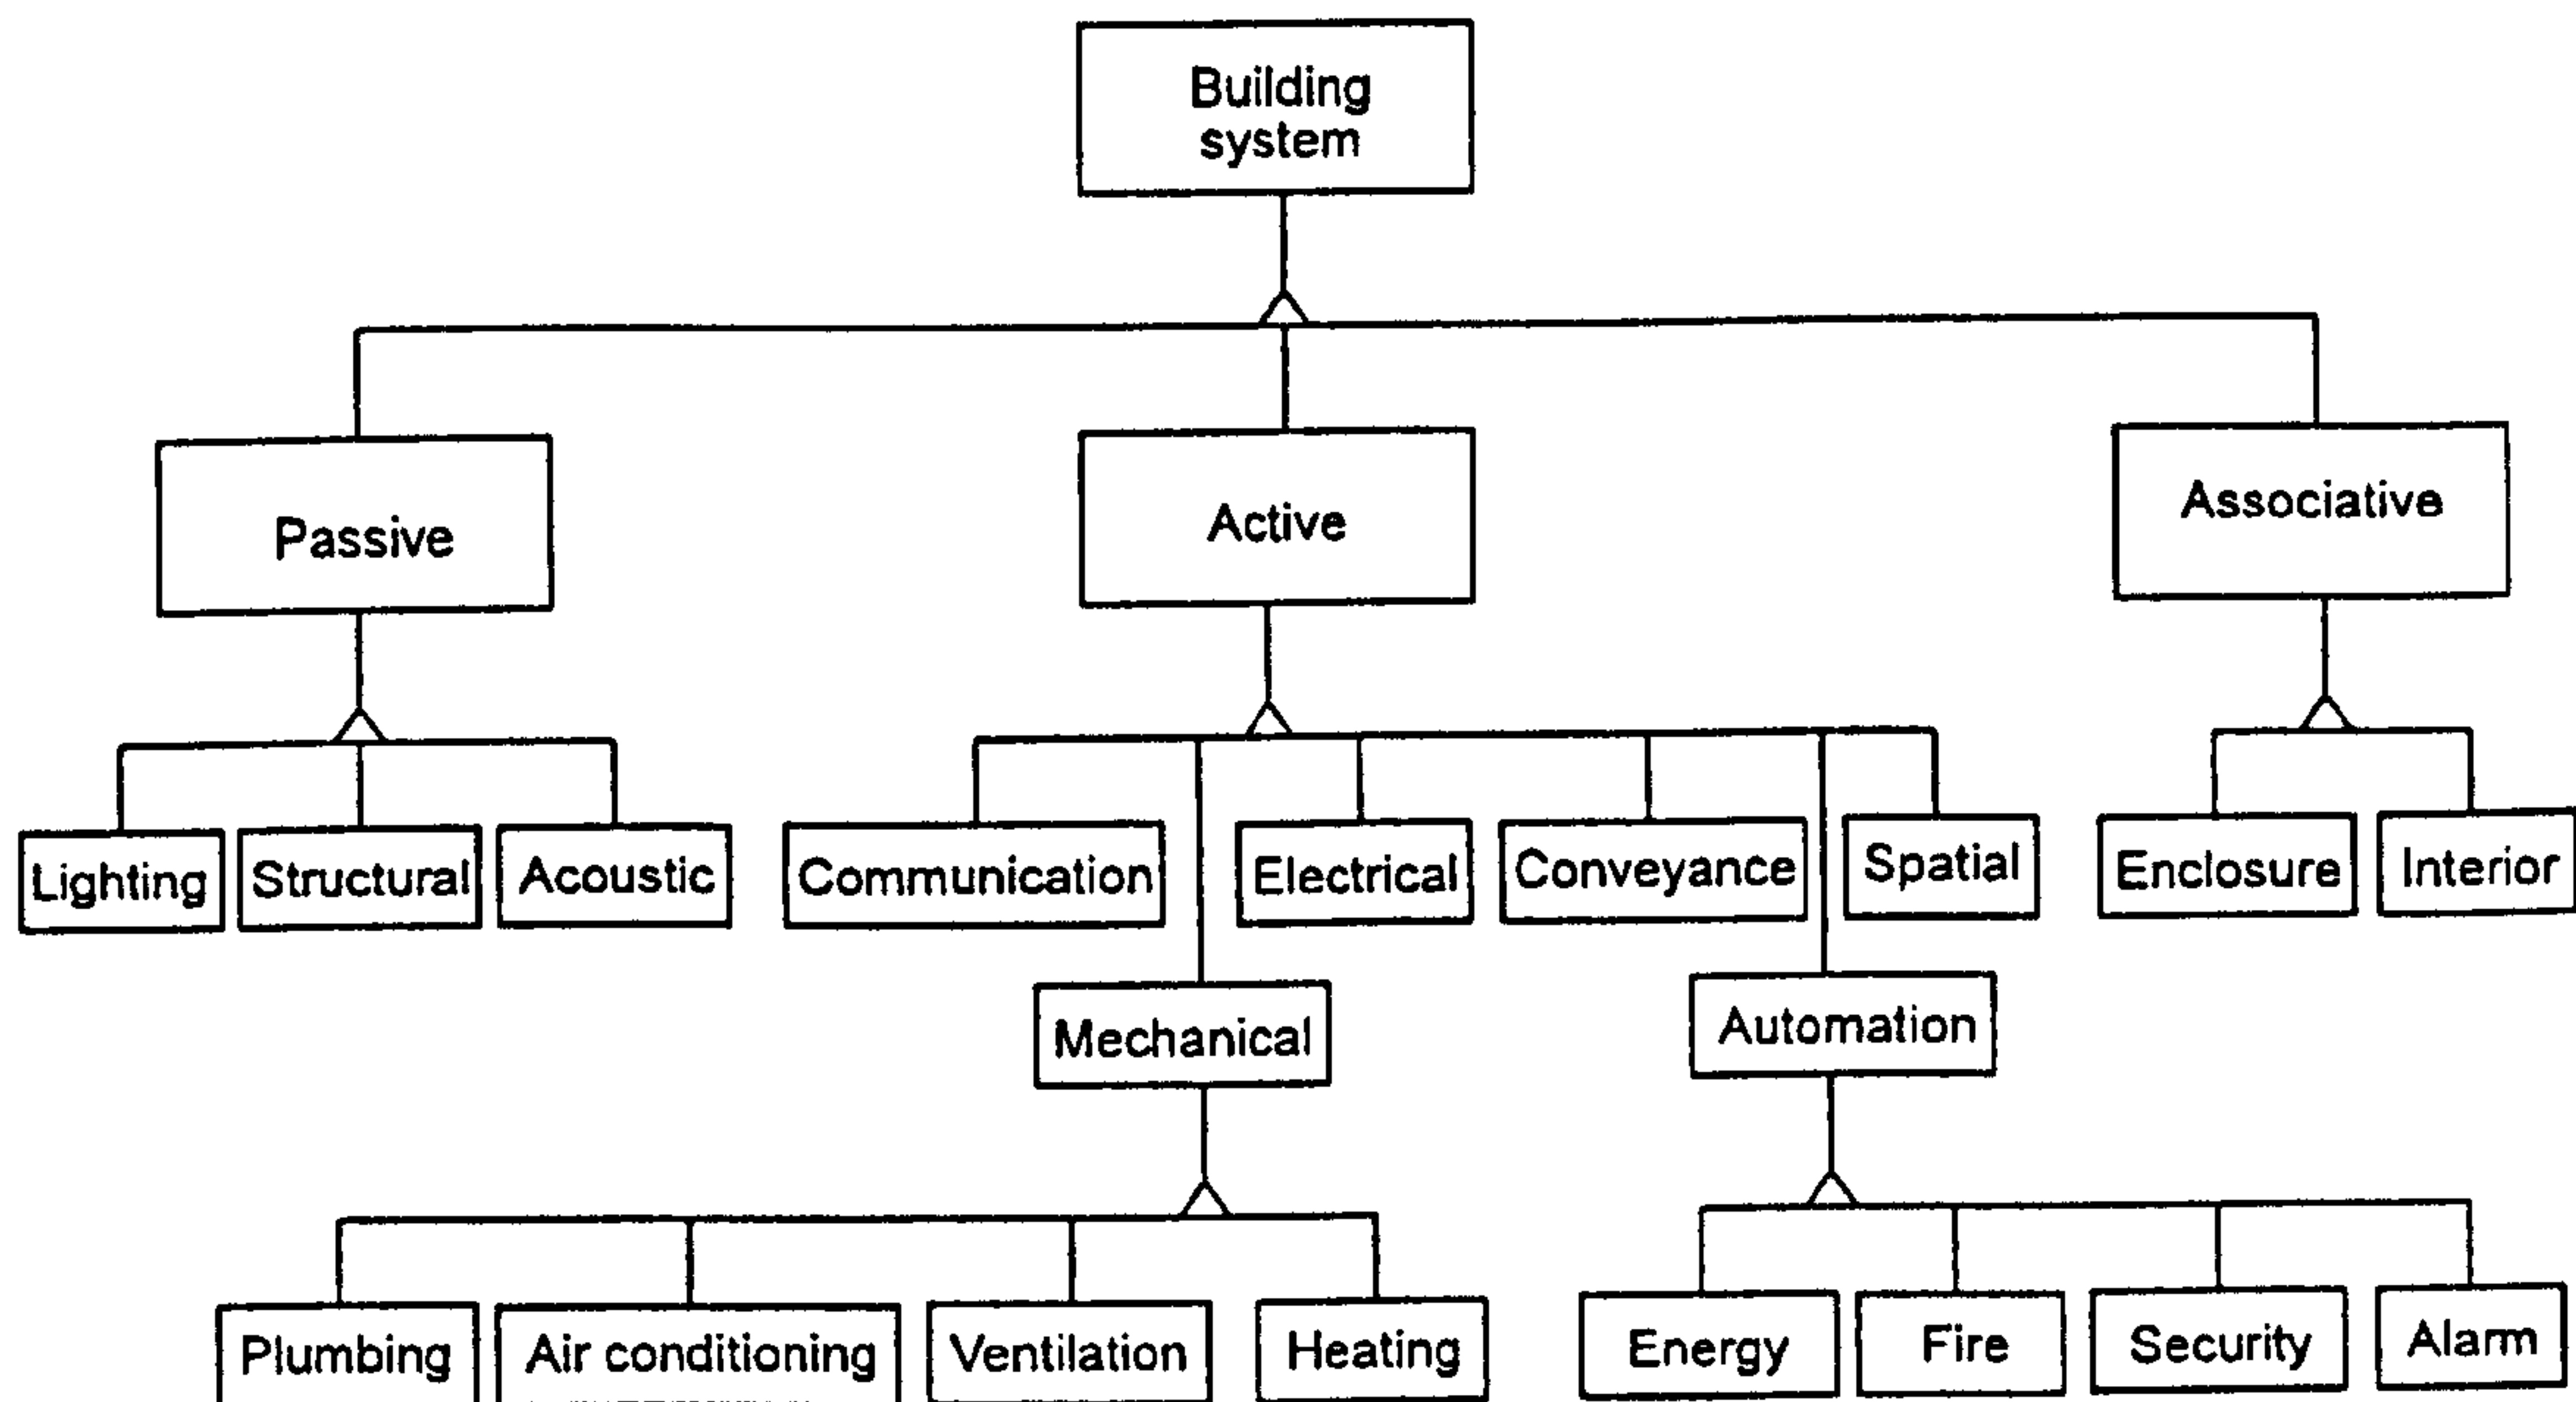 Building
system
Passive
Active
Associative
Lighting
Structural
Acoustic
Communication
Electrical
Conveyance
Spatial
Enclosure
Interior
Mechanical
Automation
Plumbing
Air conditioning
Ventilation
Heating
Energy
Fire
Security
Alarm